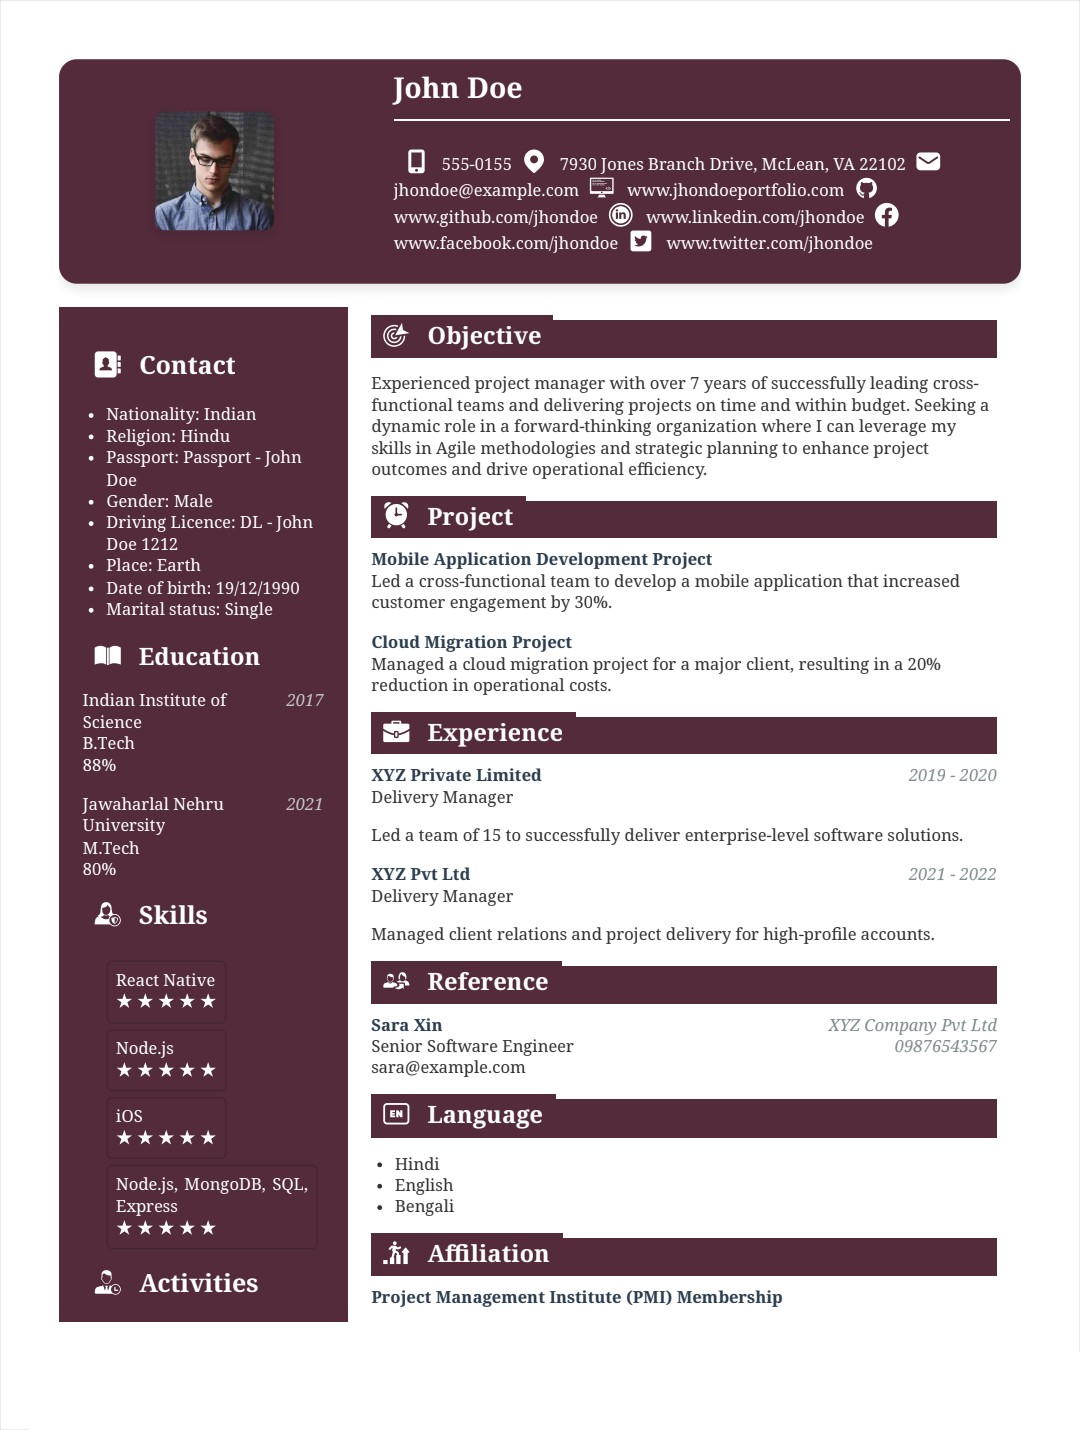 John Doe
555-0155 7930 Jones Branch Drive, McLean, VA 22102
jhondoe@example.com www.jhondoeportfolio.com
www.github.com/jhondoe www.linkedin.com/jhondoe
www.facebook.com/jhondoe www.twitter.com/jhondoe
Contact
• Nationality: Indian
• Religion: Hindu
• Passport: Passport - John
Doe
• Gender: Male
• Driving Licence: DL - John
Doe 1212
• Place: Earth
• Date of birth: 19/12/1990
• Marital status: Single
Education
Indian Institute of 2017
Science
B.Tech
88%
Jawaharlal Nehru 2021
University
M.Tech
80%
Skills
React Native
★★★★★
Node.js
★★★★★
iOS
★★★★★
Node.js, MongoDB, SQL,
Express
★★★★★
Activities
Objective
Experienced project manager with over 7 years of successfully leading cross-
functional teams and delivering projects on time and within budget. Seeking a
dynamic role in a forward-thinking organization where I can leverage my
skills in Agile methodologies and strategic planning to enhance project
outcomes and drive operational efficiency.
Project
Mobile Application Development Project
Led a cross-functional team to develop a mobile application that increased
customer engagement by 30%.
Cloud Migration Project
Managed a cloud migration project for a major client, resulting in a 20%
reduction in operational costs.
Experience
XYZ Private Limited 2019 - 2020
Delivery Manager
Led a team of 15 to successfully deliver enterprise-level software solutions.
XYZ Pvt Ltd 2021 - 2022
Delivery Manager
Managed client relations and project delivery for high-profile accounts.
Reference
Sara Xin XYZ Company Pvt Ltd
Senior Software Engineer 09876543567
sara@example.com
EN Language
• Hindi
• English
• Bengali
Affiliation
Project Management Institute (PMI) Membership